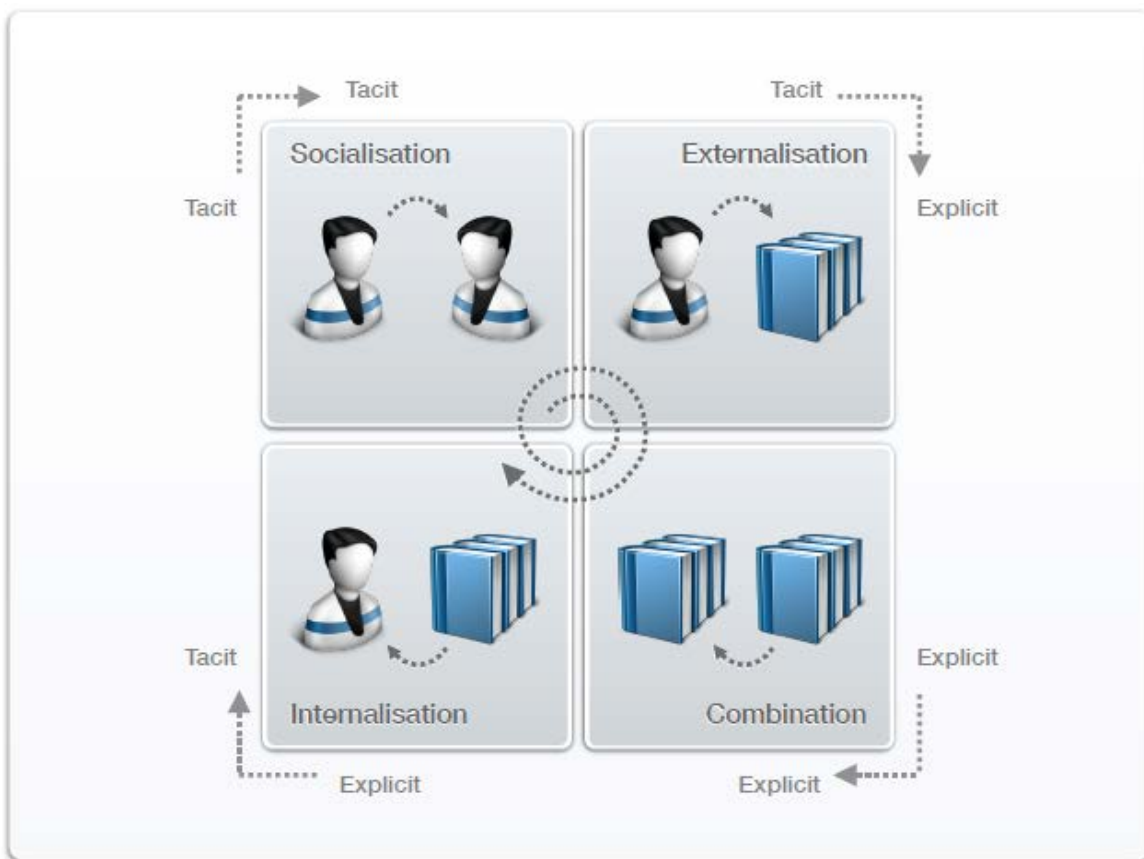 Tacit
Tacit
Socialisation
Externalisation
Tacit
Explicit
Tacit
Explicit
Internalisation
Combination
Explicit
Explicit